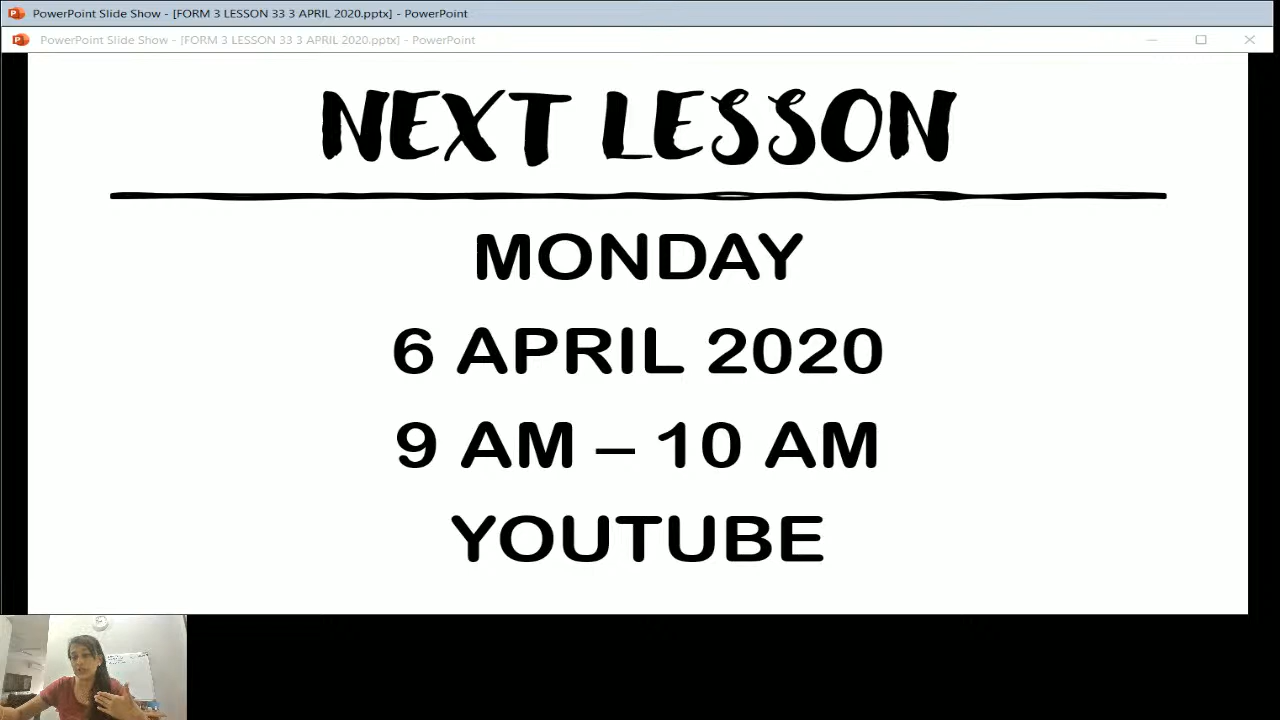 PowerPoint Slide Show - [FORM 3 LESSON 33 3 APRIL 2020.pptx] - PowerPoint
PowerPoint Slide Show - [FORM 3 LESSON 33 3 APRIL 2020.pptx] - PowerPoint
NEXT LESSON
MONDAY
6 APRIL 2020
9 AM – 10 AM
YOUTUBE